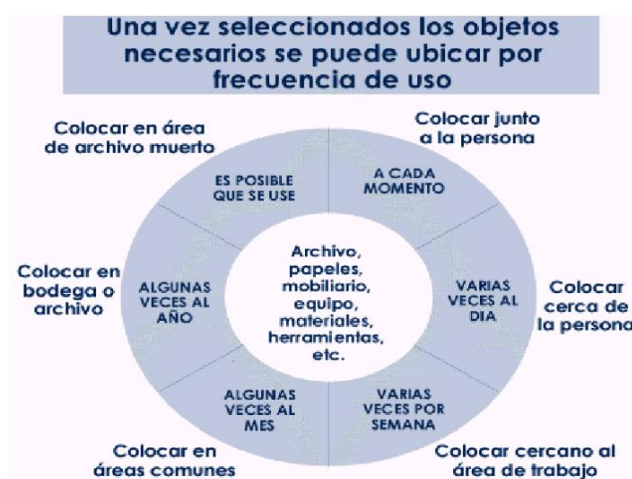 Una vez seleccionados los objetos
necesarios se puede ubicar por
frecuencia de uso
Colocar en área
de archivo muerto
Colocar junto
a la persona
ES POSIBLE
QUE SE USE
A CADA
MOMENTO
Colocar en
bodega o
archivo
ALGUNAS
VECES AL
AÑO
Archivo,
papeles,
mobiliario,
equipo,
materiales,
herramientas,
etc.
VARIAS
VECES AL
DIA
Colocar
cerca de
la persona
ALGUNAS
VECES AL
MES
VARIAS
VECES POR
SEMANA
Colocar en
áreas comunes
Colocar cercano al
área de trabajo